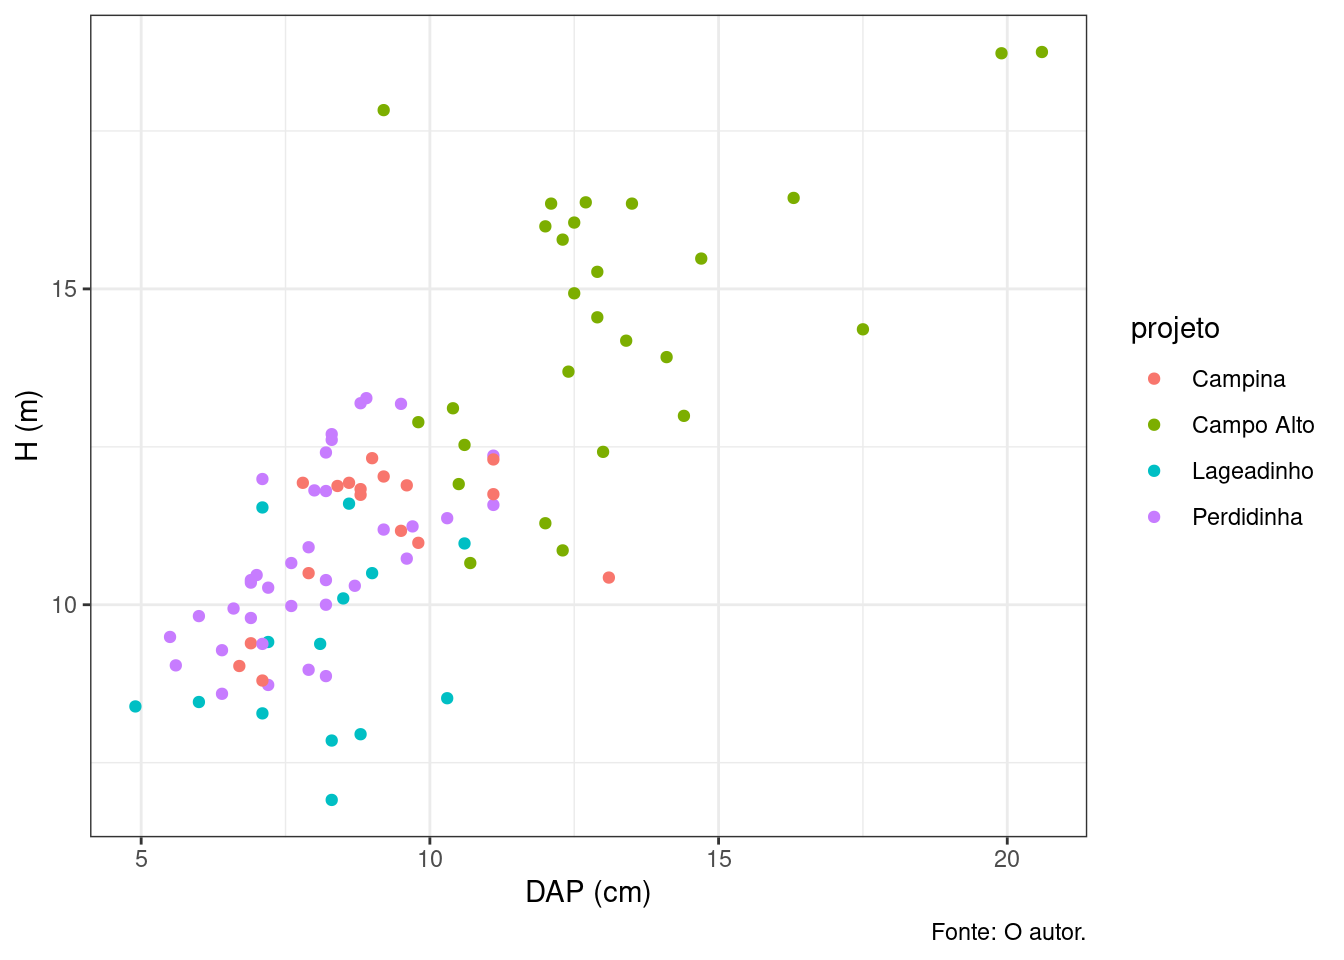 15
10
H (m)
5
10
15
20
DAP (cm)
projeto
Campina
Campo Alto
Lageadinho
Perdidinha
Fonte: O autor.